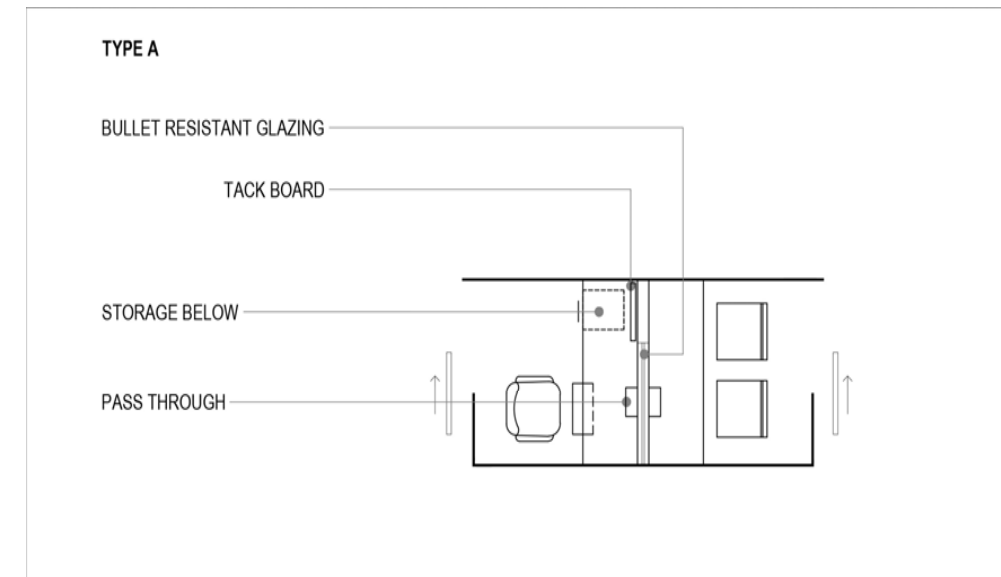 TYPE A
BULLET RESISTANT GLAZING
TACK BOARD
STORAGE BELOW
PASS THROUGH